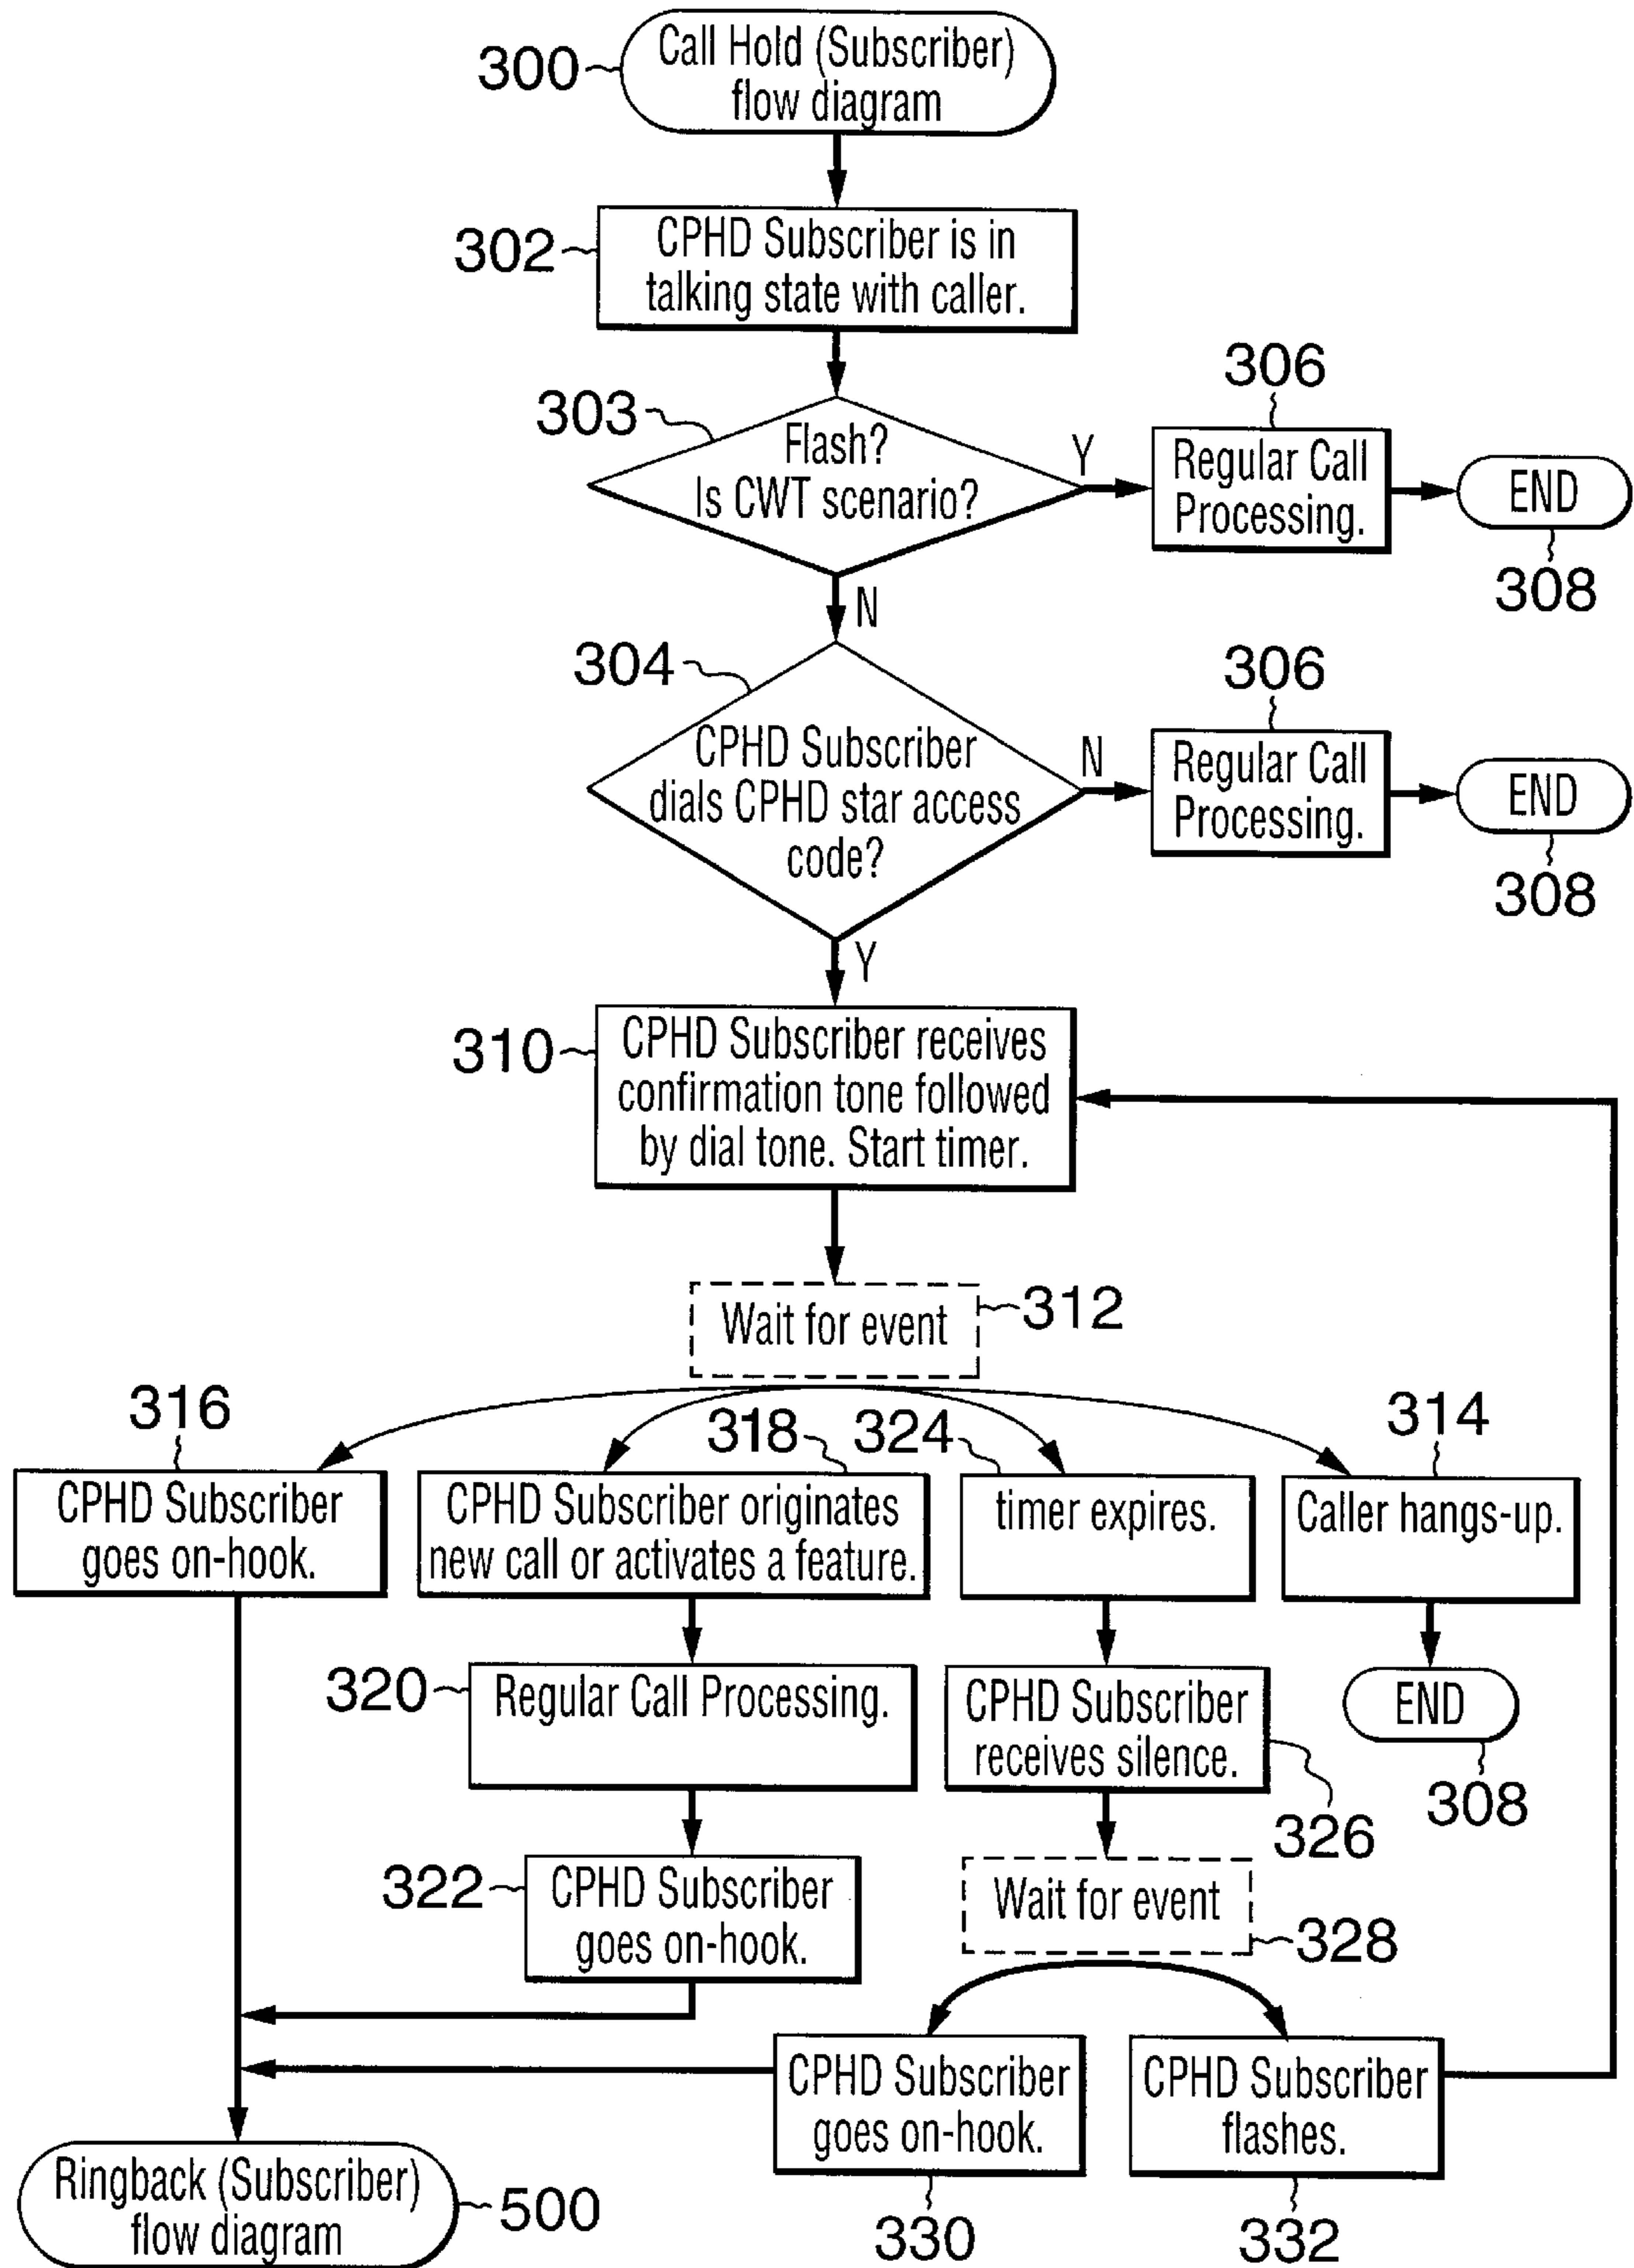 300
Call Hold (Subscriber)
flow diagram
302
CPHD Subscriber is in
talking state with caller.
303
Flash?
Is CWT scenario?
Y
N
306
Regular Call
Processing.
END
308
304
CPHD Subscriber
dials CPHD star access
code?
N
Y
306
Regular Call
Processing.
END
308
310
CPHD Subscriber receives
confirmation tone followed
by dial tone. Start timer.
Wait for event
312
316
CPHD Subscriber
goes on-hook.
318
CPHD Subscriber originates
new call or activates a feature.
324
timer expires.
314
Caller hangs-up.
320
Regular Call Processing.
CPHD Subscriber
receives silence.
326
END
308
322
CPHD Subscriber
goes on-hook.
Wait for event
328
CPHD Subscriber
goes on-hook.
330
CPHD Subscriber
flashes.
332
Ringback (Subscriber)
flow diagram
500